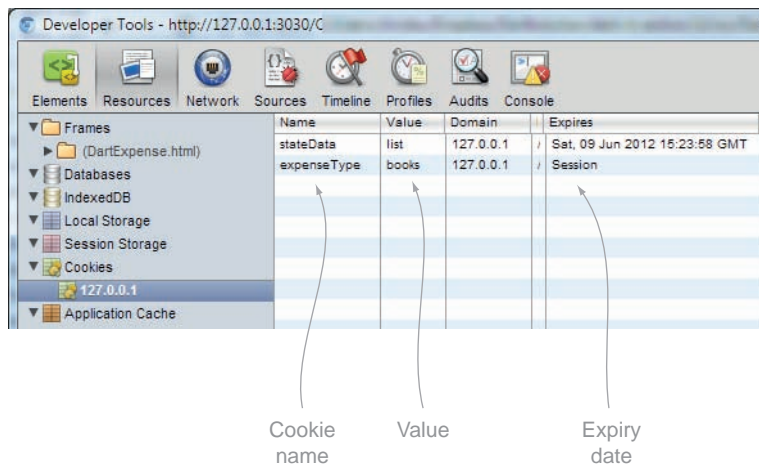 Developer Tools - http://127.0.0.1:3030/C
Elements Resources Network Sources Timeline Profiles Audits Console
Frames
(DartExpense.html)
Databases
IndexedDB
Local Storage
Session Storage
Cookies
127.0.0.1
Application Cache
Name Value Domain Expires
stateData list 127.0.0.1 / Sat, 09 Jun 2012 15:23:58 GMT
expenseType books 127.0.0.1 / Session
Cookie
name
Value
Expiry
date